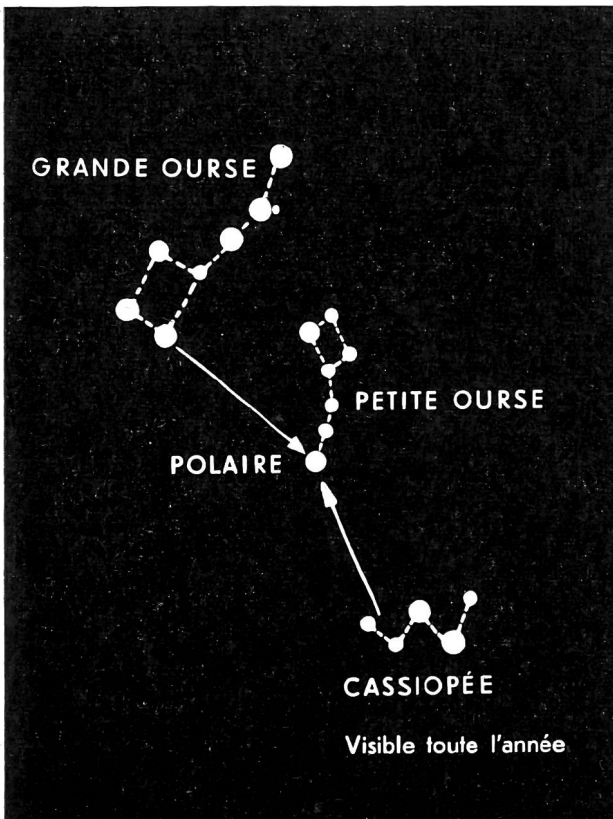 GRANDE OURSE
PETITE OURSE
POLAIRE
CASSIOPÉE
Visible toute l'année